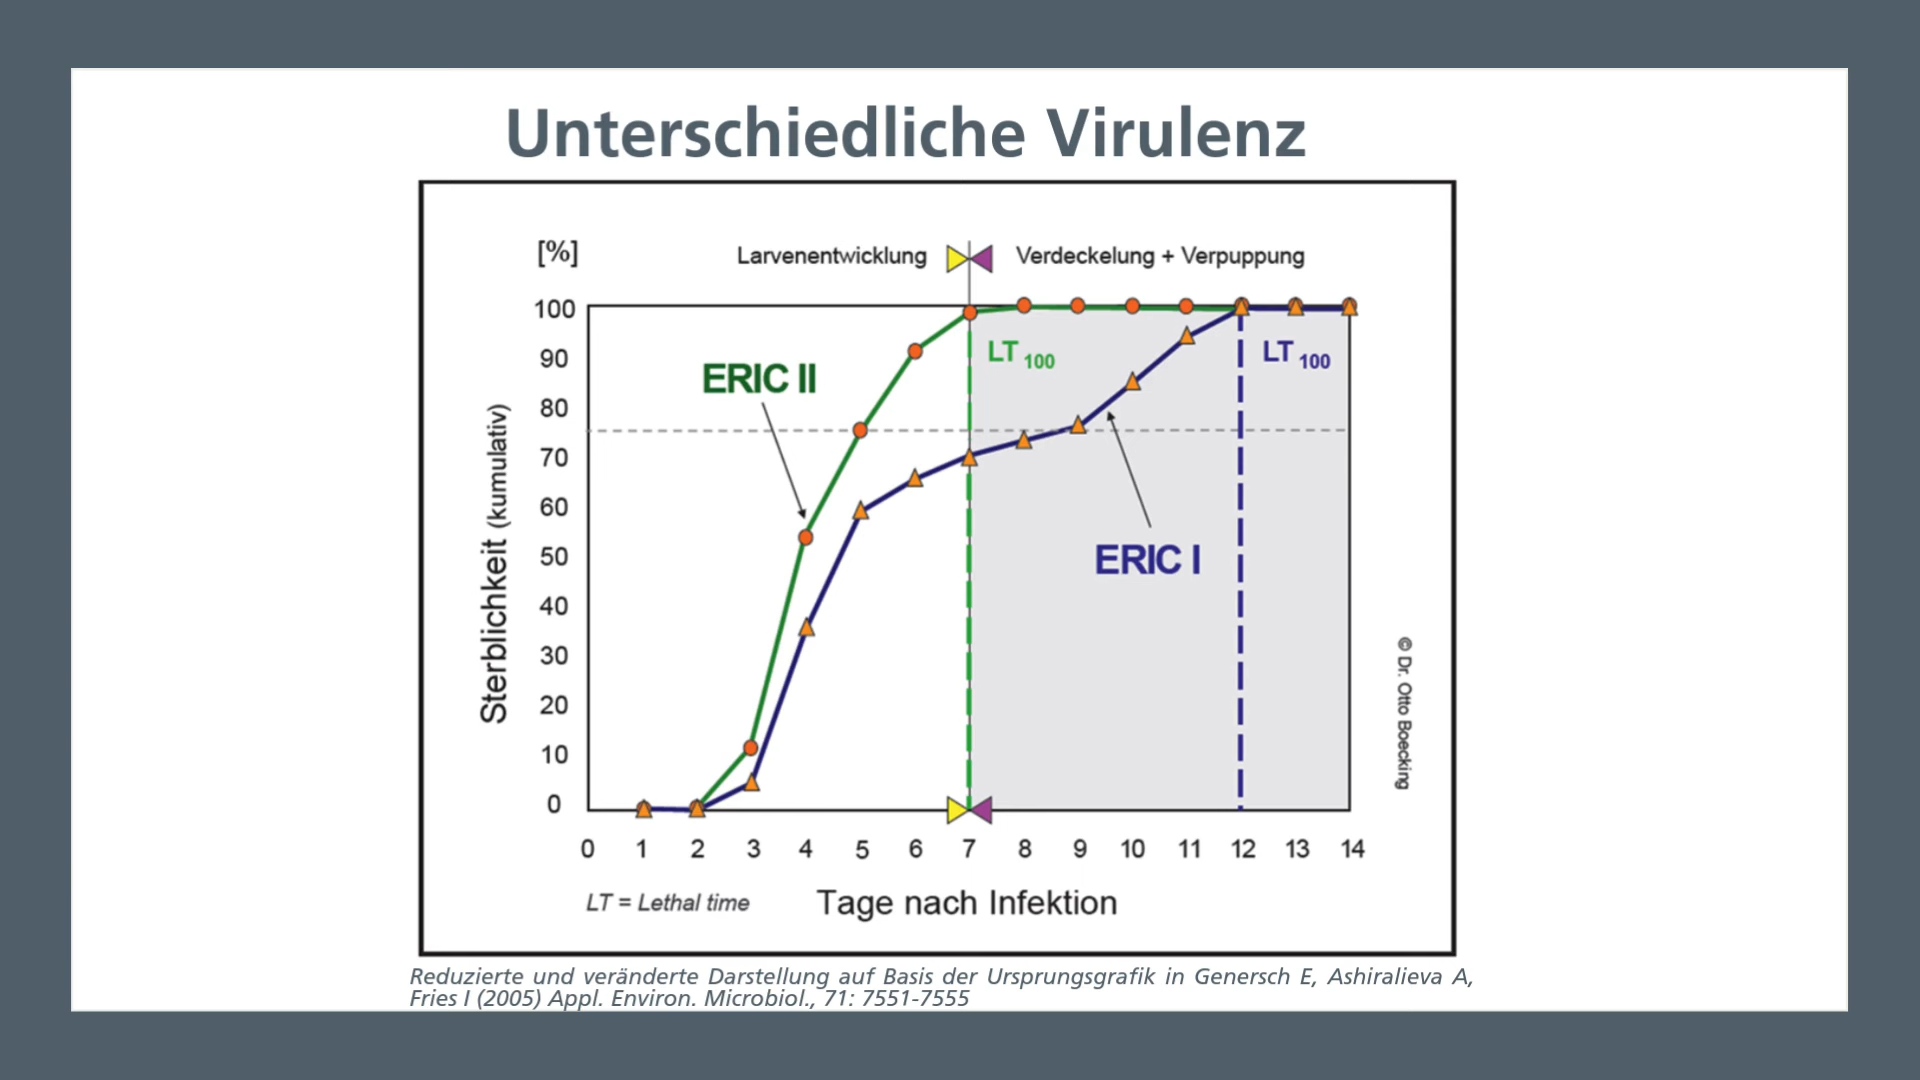 Unterschiedliche Virulenz
[%]
Larvenentwicklung
Verdeckelung + Verpuppung
100
90
80
70
60
50
40
30
20
10
0
Sterblichkeit (kumulativ)
ERIC II
LT 100
LT 100
ERIC I
© Dr. Otto Boecking
0 1 2 3 4 5 6 7 8 9 10 11 12 13 14
LT = Lethal time
Tage nach Infektion
Reduzierte und veränderte Darstellung auf Basis der Ursprungsgrafik in Genersch E, Ashiralieva A,
Fries I (2005) Appl. Environ. Microbiol., 71: 7551-7555